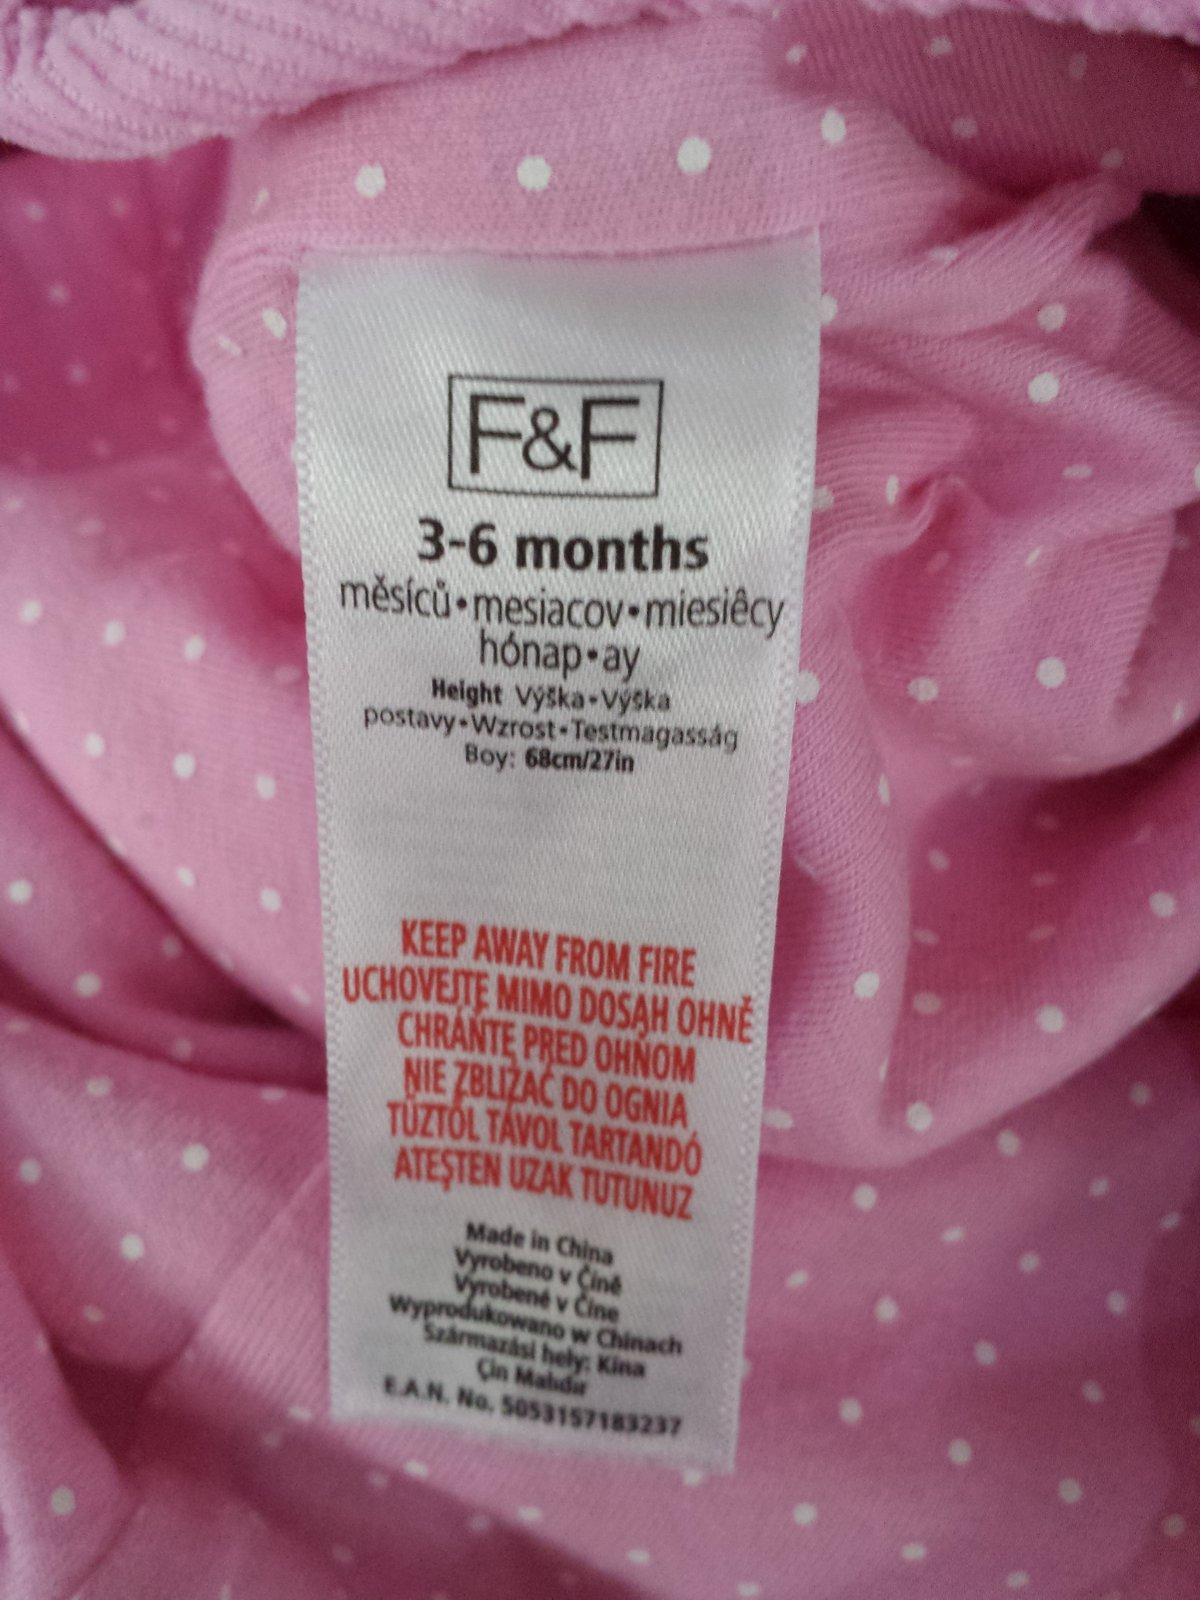 F&F
3-6 months
měsíců•mesiacov•miesiêcy
hónap•ay
Height Výška•Výška
postavy•Wzrost•Testmagasság
Boy: 68cm/27in
KEEP AWAY FROM FIRE
UCHOVEJTE MIMO DOSAH OHNĚ
CHRÁŇTE PRED OHŇOM
NIE ZBLIŻAĆ DO OGNIA
TŰZTŐL TÁVOL TARTANDÓ
ATEŞTEN UZAK TUTUNUZ
Made in China
Vyrobeno v Číně
Vyrobené v Číne
Wyprodukowano w Chinach
Származási hely: Kína
Çin Malıdır
E.A.N. No. 5053157183237